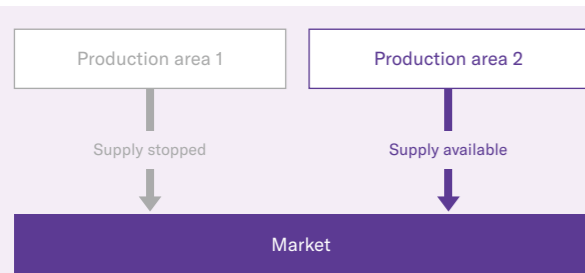 Production area 1
Production area 2
Supply stopped
Supply available
Market